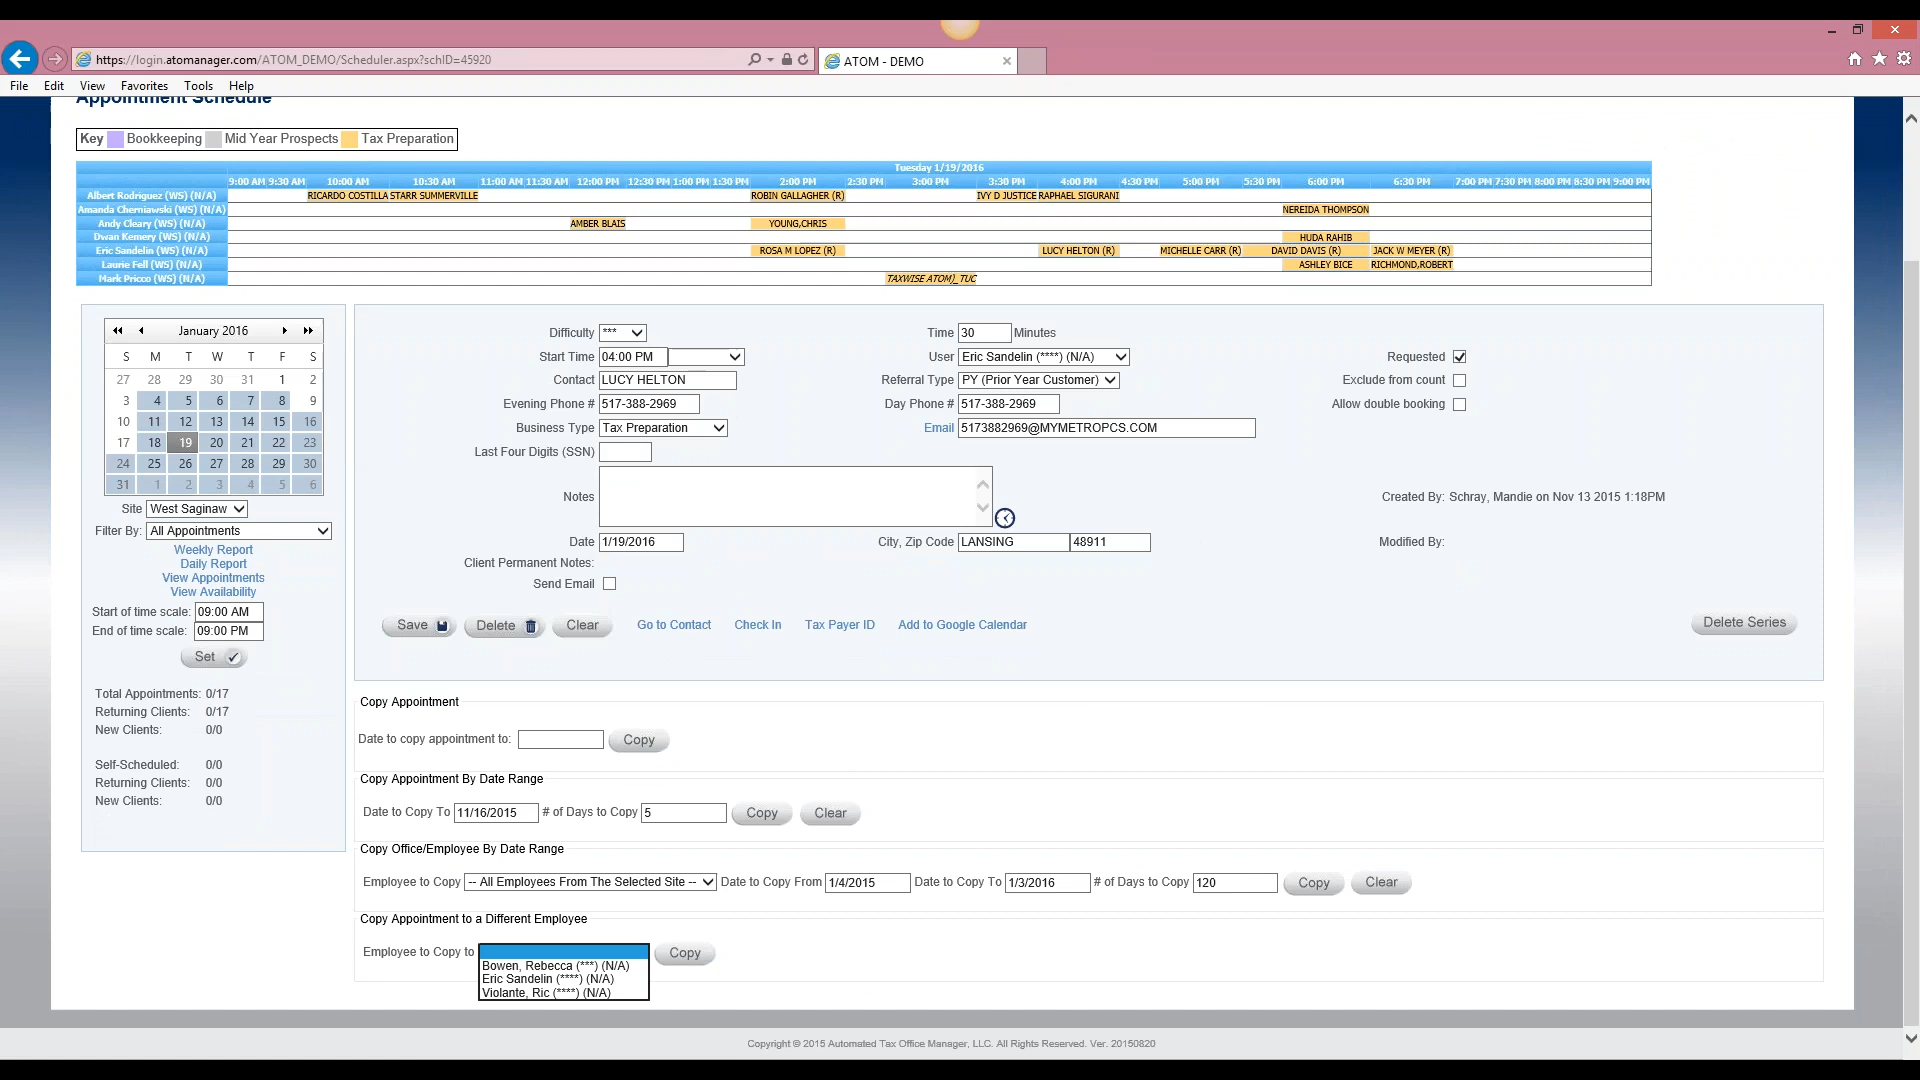 https://login.atomanager.com/ATOM_DEMO/Scheduler.aspx?schID=45920
ATOM - DEMO
File Edit View Favorites Tools Help
Appointment Schedule
Key Bookkeeping Mid Year Prospects Tax Preparation
Tuesday 1/19/2016
9:00 AM 9:30 AM 10:00 AM 10:30 AM 11:00 AM 11:30 AM 12:00 PM 12:30 PM 1:00 PM 1:30 PM 2:00 PM 2:30 PM 3:00 PM 3:30 PM 4:00 PM 4:30 PM 5:00 PM 5:30 PM 6:00 PM 6:30 PM 7:00 PM 7:30 PM 8:00 PM 8:30 PM 9:00 PM
Albert Rodriguez (WS) (N/A) RICARDO COSTILLA STARR SUMMERVILLE ROBIN GALLAGHER (R) IVY D JUSTICE RAPHAEL SIGURANI
Amanda Cherniawski (WS) (N/A) NEREIDA THOMPSON
Andy Cleary (WS) (N/A) AMBER BLAIS YOUNG,CHRIS
Dwan Kemery (WS) (N/A) HUDA RAHIB
Eric Sandelin (WS) (N/A) ROSA M LOPEZ (R) LUCY HELTON (R) MICHELLE CARR (R) DAVID DAVIS (R) JACK W MEYER (R)
Laurie Fell (WS) (N/A) ASHLEY BICE RICHMOND,ROBERT
Mark Pricco (WS) (N/A) TAXWISE ATOM)_TUC
January 2016
S M T W T F S
27 28 29 30 31 1 2
3 4 5 6 7 8 9
10 11 12 13 14 15 16
17 18 19 20 21 22 23
24 25 26 27 28 29 30
31 1 2 3 4 5 6
Site West Saginaw
Filter By: All Appointments
Weekly Report
Daily Report
View Appointments
View Availability
Start of time scale: 09:00 AM
End of time scale: 09:00 PM
Set
Total Appointments: 0/17
Returning Clients: 0/17
New Clients: 0/0
Self-Scheduled: 0/0
Returning Clients: 0/0
New Clients: 0/0
Difficulty *** Time 30 Minutes
Start Time 04:00 PM User Eric Sandelin (****) (N/A) Requested
Contact LUCY HELTON Referral Type PY (Prior Year Customer) Exclude from count
Evening Phone # 517-388-2969 Day Phone # 517-388-2969 Allow double booking
Business Type Tax Preparation Email 5173882969@MYMETROPCS.COM
Last Four Digits (SSN)
Notes Created By: Schray, Mandie on Nov 13 2015 1:18PM
Date 1/19/2016 City, Zip Code LANSING 48911 Modified By:
Client Permanent Notes:
Send Email
Save Delete Clear Go to Contact Check In Tax Payer ID Add to Google Calendar Delete Series
Copy Appointment
Date to copy appointment to: Copy
Copy Appointment By Date Range
Date to Copy To 11/16/2015 # of Days to Copy 5 Copy Clear
Copy Office/Employee By Date Range
Employee to Copy -- All Employees From The Selected Site -- Date to Copy From 1/4/2015 Date to Copy To 1/3/2016 # of Days to Copy 120 Copy Clear
Copy Appointment to a Different Employee
Employee to Copy to Copy
Bowen, Rebecca (***) (N/A)
Eric Sandelin (****) (N/A)
Violante, Ric (****) (N/A)
Copyright © 2015 Automated Tax Office Manager, LLC. All Rights Reserved. Ver. 20150820